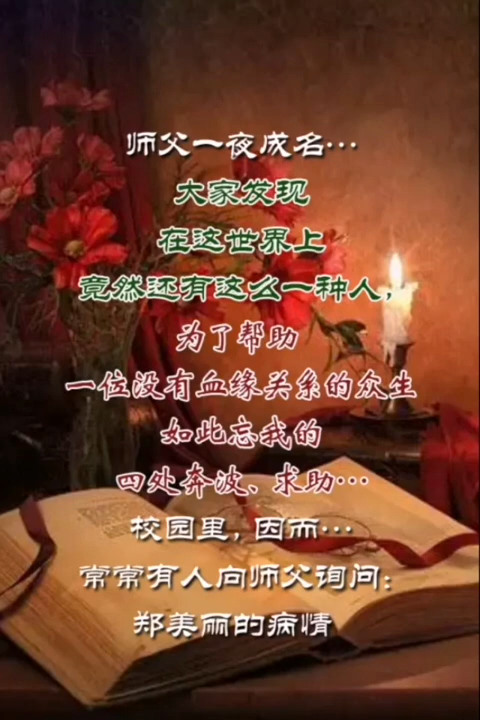 师父一夜成名…
大家发现
在这世界上
竟然还有这么一种人，
为了帮助
一位没有血缘关系的众生
如此忘我的
四处奔波、求助…
校园里，因而…
常常有人向师父询问：
郑美丽的病情